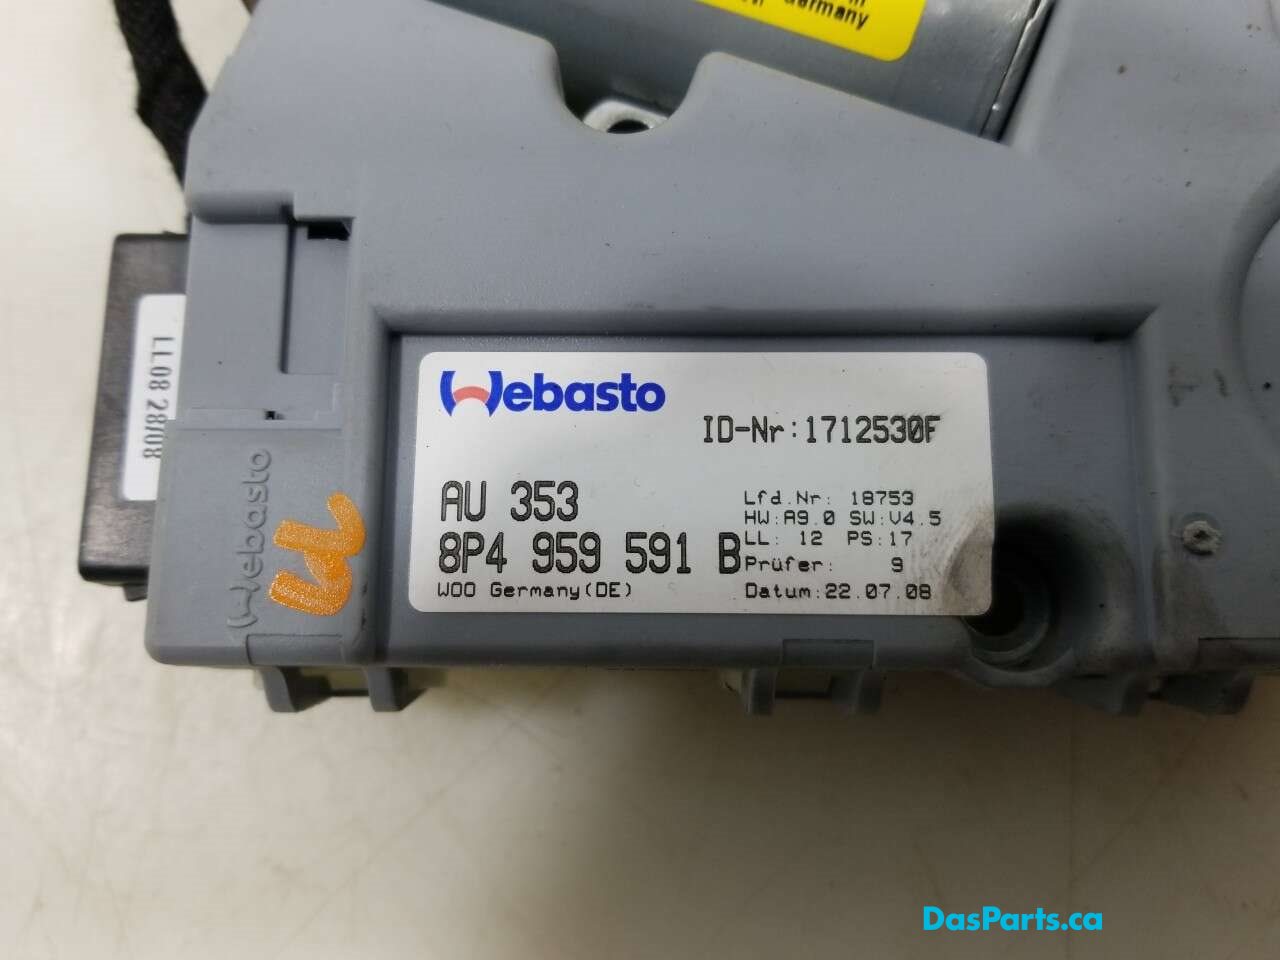 Germany
LL08 28/08
Webasto
ID-Nr:1712530F
AU 353
8P4 959 591 B
WOO Germany(DE)
Lfd.Nr: 18753
HW:A9.0 SW:V4.5
LL: 12 PS:17
Prüfer: 9
Datum:22.07.08
Webasto
DasParts.ca